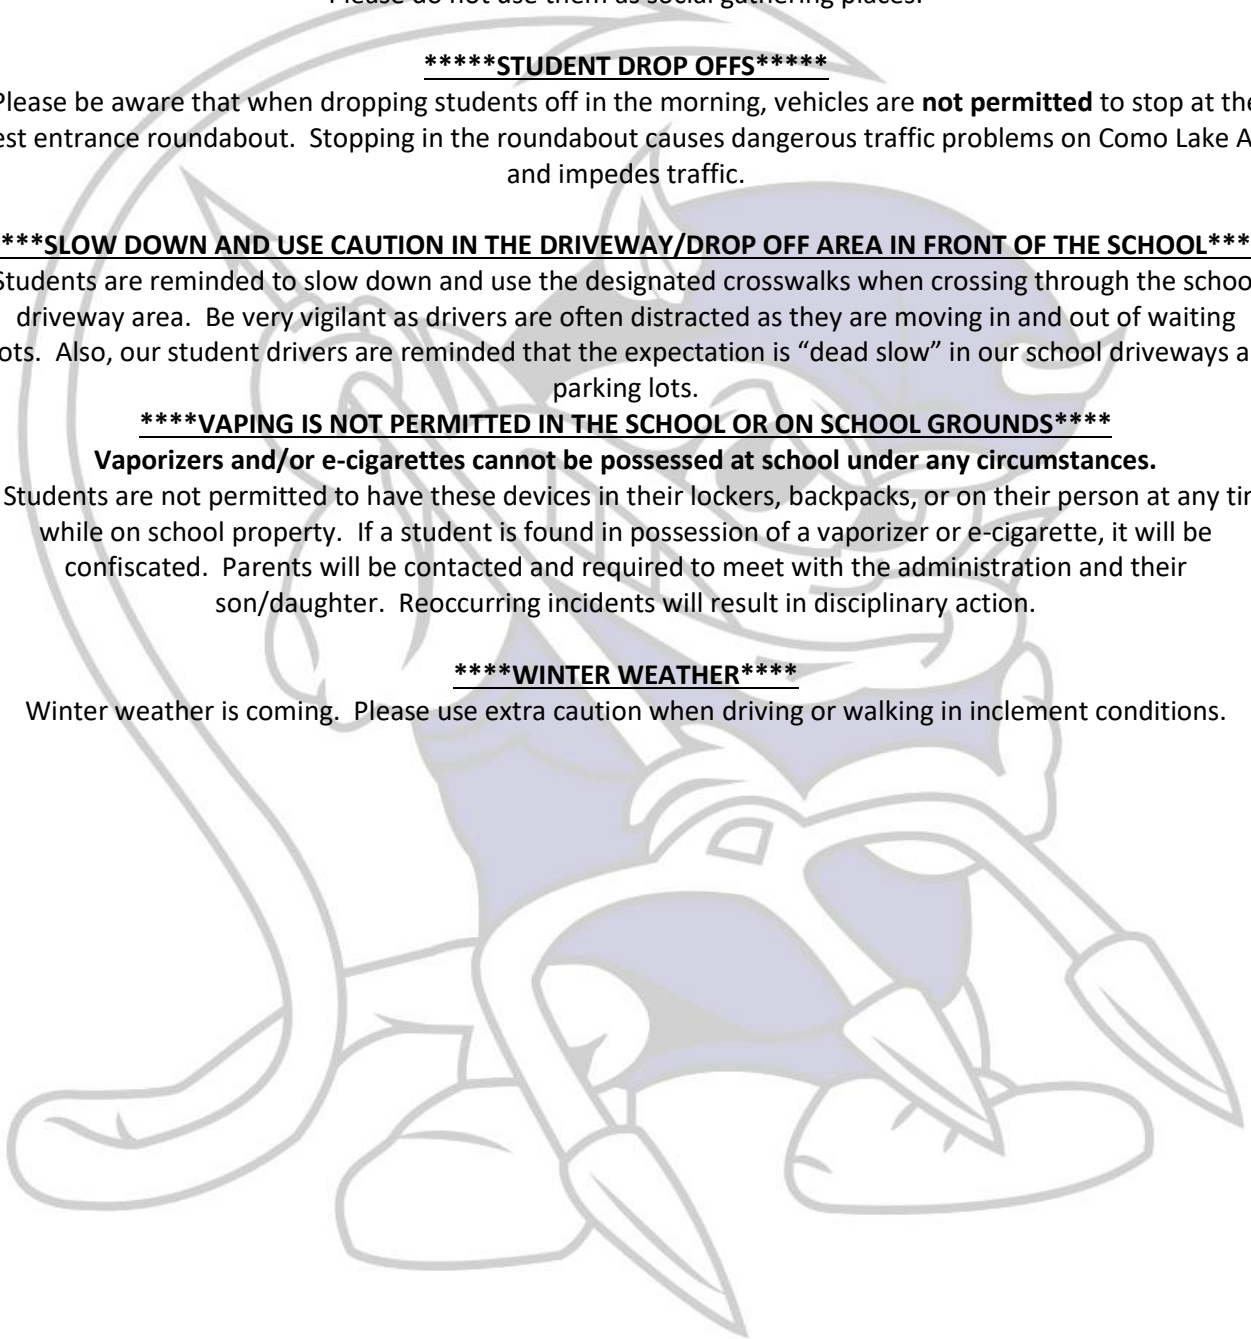 Please do not use them as social gathering places.
*****STUDENT DROP OFFS*****
Please be aware that when dropping students off in the morning, vehicles are not permitted to stop at the
est entrance roundabout.  Stopping in the roundabout causes dangerous traffic problems on Como Lake A
and impedes traffic.
***SLOW DOWN AND USE CAUTION IN THE DRIVEWAY/DROP OFF AREA IN FRONT OF THE SCHOOL***
Students are reminded to slow down and use the designated crosswalks when crossing through the schoo
driveway area.  Be very vigilant as drivers are often distracted as they are moving in and out of waiting
ots.  Also, our student drivers are reminded that the expectation is “dead slow” in our school driveways a
parking lots.
****VAPING IS NOT PERMITTED IN THE SCHOOL OR ON SCHOOL GROUNDS****
Vaporizers and/or e-cigarettes cannot be possessed at school under any circumstances.
Students are not permitted to have these devices in their lockers, backpacks, or on their person at any tir
while on school property.  If a student is found in possession of a vaporizer or e-cigarette, it will be
confiscated.  Parents will be contacted and required to meet with the administration and their
son/daughter.  Reoccurring incidents will result in disciplinary action.
****WINTER WEATHER****
Winter weather is coming.  Please use extra caution when driving or walking in inclement conditions.